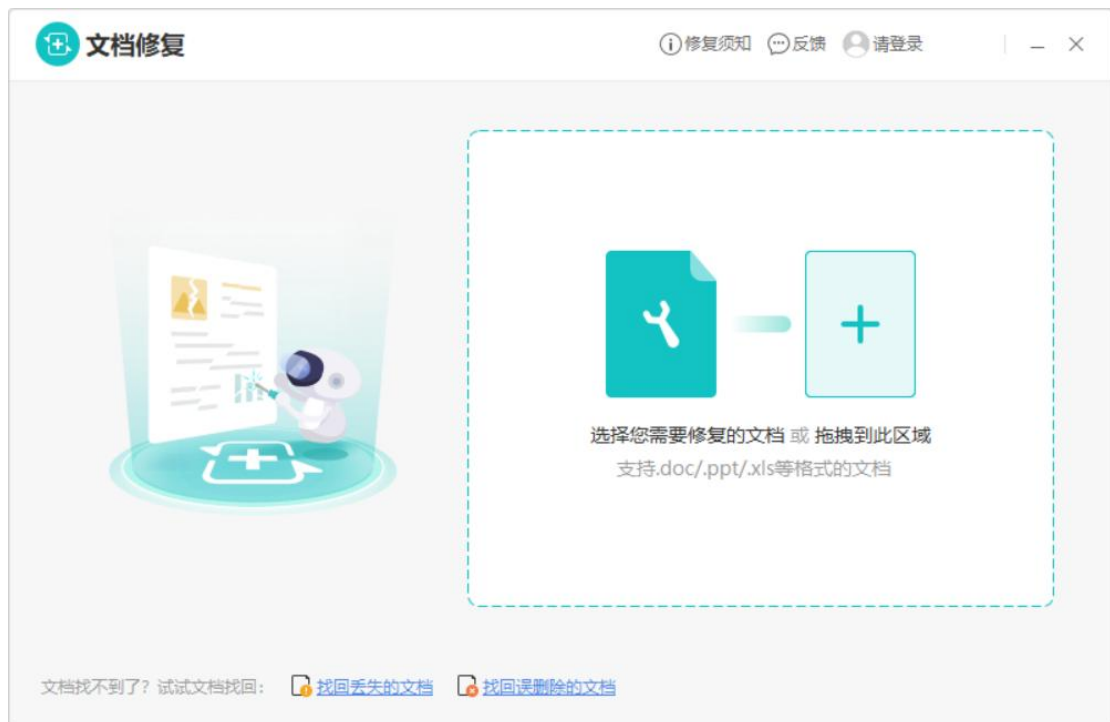 文档修复
修复须知 反馈 请登录
选择您需要修复的文档 或 拖拽到此区域
支持.doc/.ppt/.xls等格式的文档
文档找不到了？试试文档找回： 找回丢失的文档 找回误删除的文档